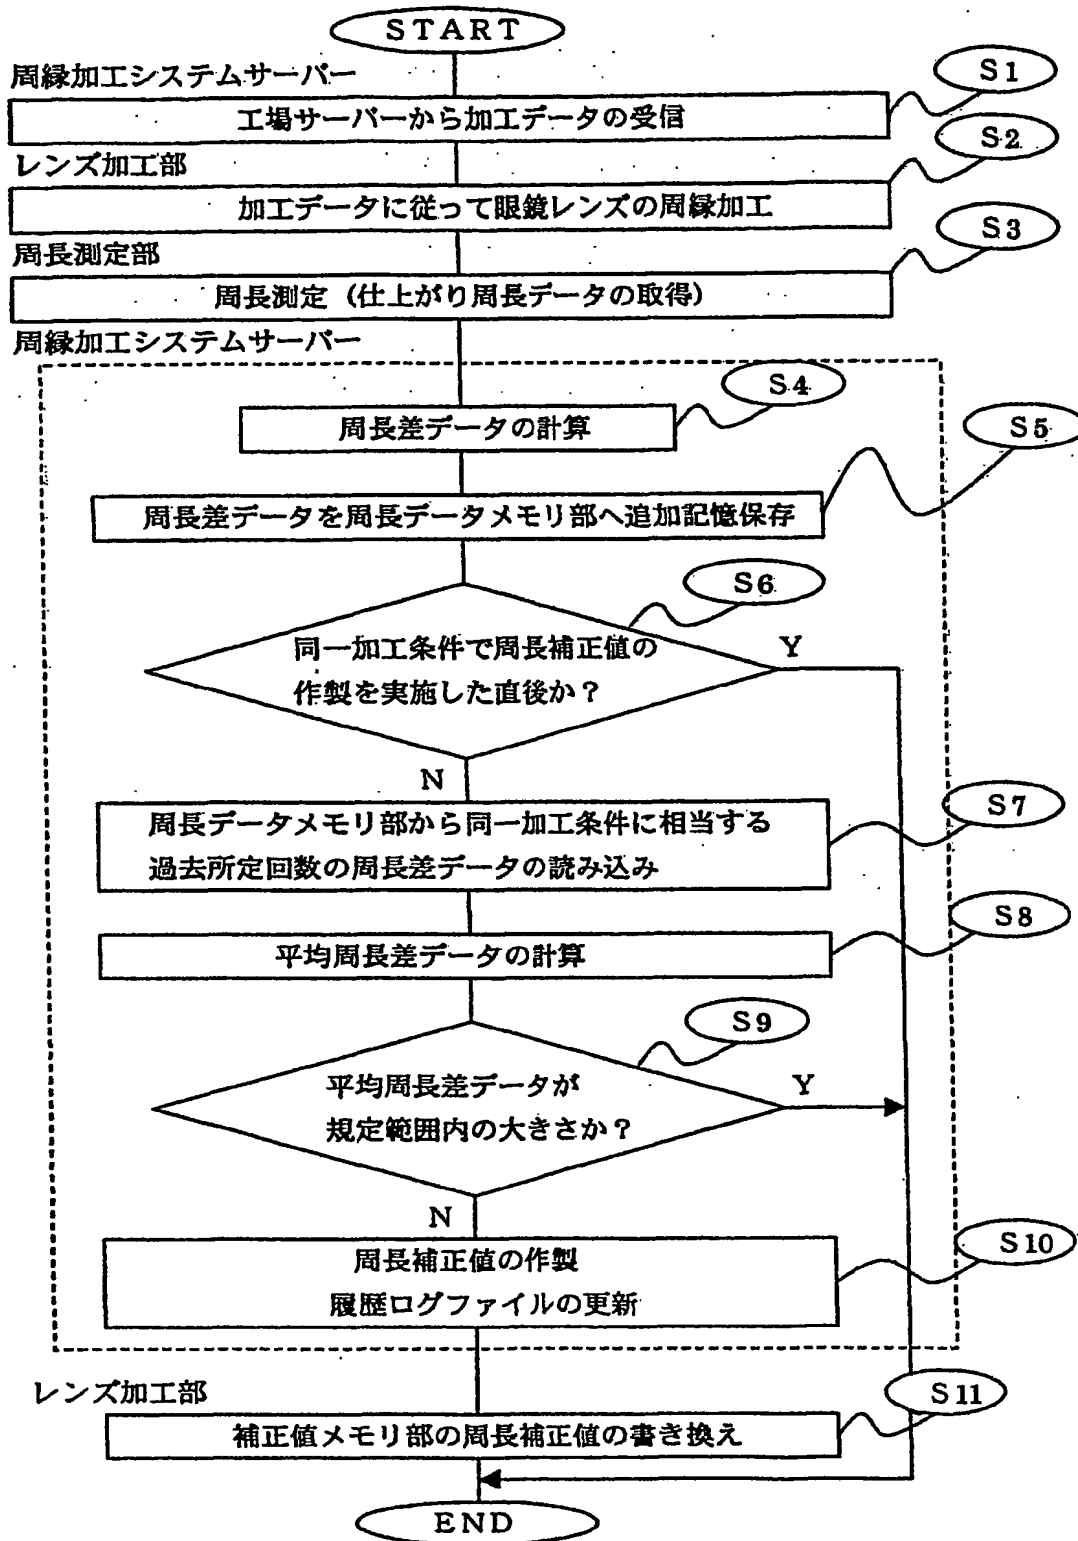 START
周縁加工システムサーバー
S1
工場サーバーから加工データの受信
レンズ加工部
S2
加工データに従って眼鏡レンズの周縁加工
周長測定部
S3
周長測定（仕上がり周長データの取得）
周縁加工システムサーバー
S4
周長差データの計算
S5
周長差データを周長データメモリ部へ追加記憶保存
S6
同一加工条件で周長補正値の
作製を実施した直後か？
Y
N
S7
周長データメモリ部から同一加工条件に相当する
過去所定回数の周長差データの読み込み
S8
平均周長差データの計算
S9
平均周長差データが
規定範囲内の大きさか？
Y
N
S10
周長補正値の作製
履歴ログファイルの更新
レンズ加工部
S11
補正値メモリ部の周長補正値の書き換え
END